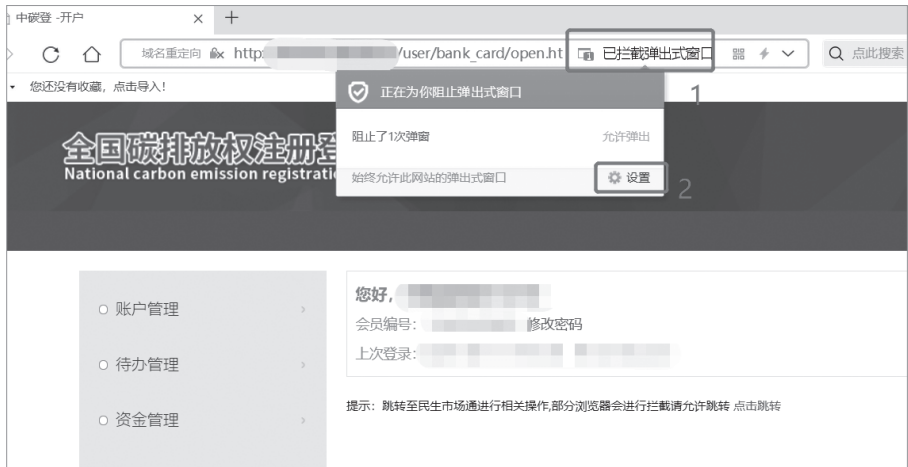 中碳登 -开户
域名重定向 http: /user/bank_card/open.ht 已拦截弹出式窗口 点此搜索
您还没有收藏，点击导入!
正在为你阻止弹出式窗口
1
阻止了1次弹窗 允许弹出
全国碳排放权注册登
National carbon emission registrati
始终允许此网站的弹出式窗口 设置
2
您好，
账户管理
会员编号: 修改密码
上次登录:
待办管理
提示: 跳转至民生市场通进行相关操作,部分浏览器会进行拦截请允许跳转 点击跳转
资金管理